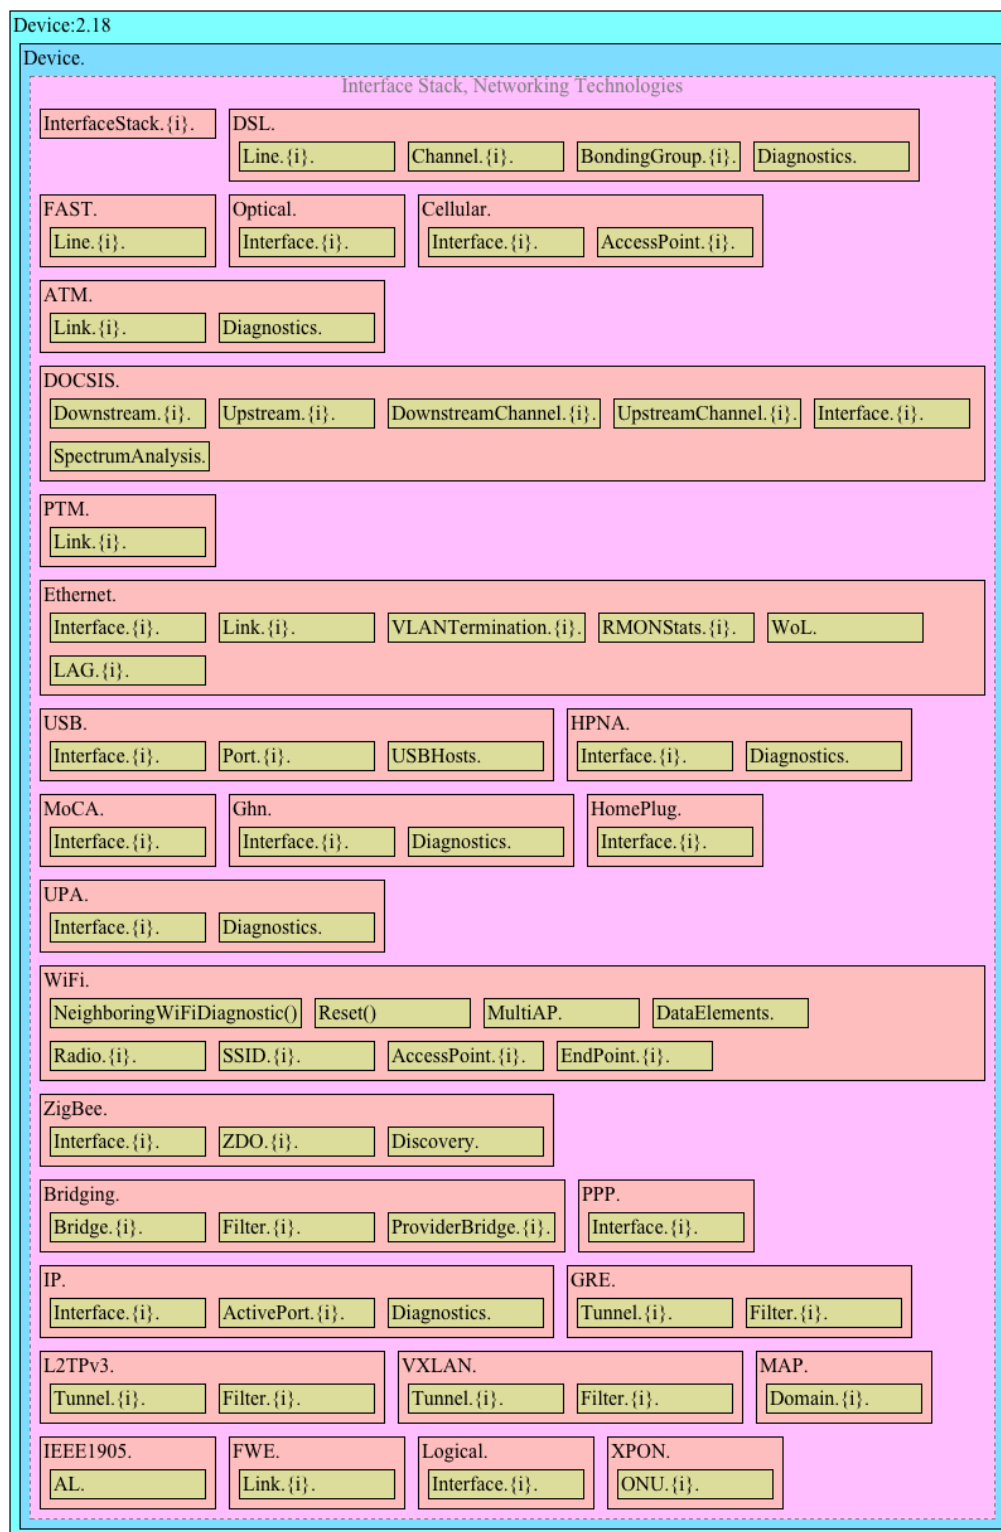 Device:2.18
Device.
Interface Stack, Networking Technologies
InterfaceStack.{i}.
DSL.
Line.{i}. Channel.{i}. BondingGroup.{i}. Diagnostics.
FAST. Optical. Cellular.
Line.{i}. Interface.{i}. Interface.{i}. AccessPoint.{i}.
ATM.
Link.{i}. Diagnostics.
DOCSIS.
Downstream.{i}. Upstream.{i}. DownstreamChannel.{i}. UpstreamChannel.{i}. Interface.{i}.
SpectrumAnalysis.
PTM.
Link.{i}.
Ethernet.
Interface.{i}. Link.{i}. VLANTermination.{i}. RMONStats.{i}. WoL.
LAG.{i}.
USB. HPNA.
Interface.{i}. Port.{i}. USBHosts. Interface.{i}. Diagnostics.
MoCA. Ghn. HomePlug.
Interface.{i}. Interface.{i}. Diagnostics. Interface.{i}.
UPA.
Interface.{i}. Diagnostics.
WiFi.
NeighboringWiFiDiagnostic() Reset() MultiAP. DataElements.
Radio.{i}. SSID.{i}. AccessPoint.{i}. EndPoint.{i}.
ZigBee.
Interface.{i}. ZDO.{i}. Discovery.
Bridging. PPP.
Bridge.{i}. Filter.{i}. ProviderBridge.{i}. Interface.{i}.
IP. GRE.
Interface.{i}. ActivePort.{i}. Diagnostics. Tunnel.{i}. Filter.{i}.
L2TPv3. VXLAN. MAP.
Tunnel.{i}. Filter.{i}. Tunnel.{i}. Filter.{i}. Domain.{i}.
IEEE1905. FWE. Logical. XPON.
AL. Link.{i}. Interface.{i}. ONU.{i}.